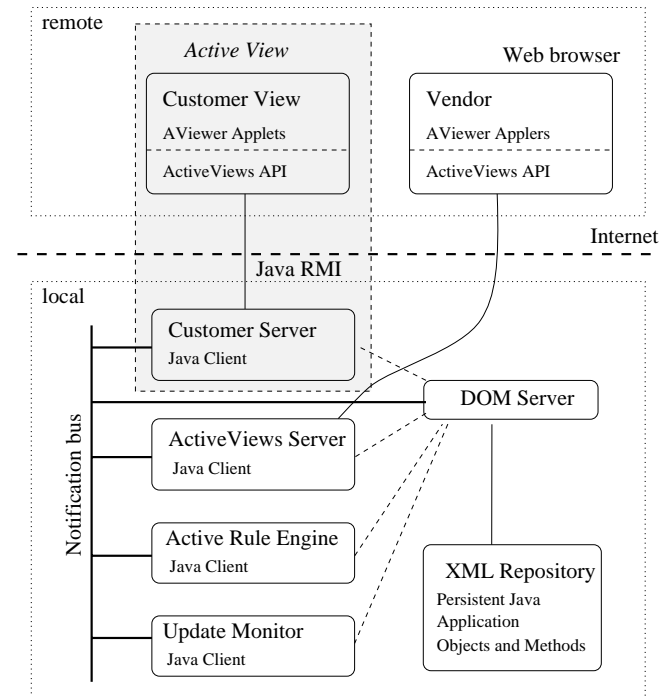 remote
Active View
Web browser
Customer View
AViewer Applets
ActiveViews API
Vendor
AViewer Applers
ActiveViews API
Internet
Java RMI
local
Customer Server
Java Client
DOM Server
ActiveViews Server
Java Client
Notification bus
Active Rule Engine
Java Client
XML Repository
Persistent Java
Application
Objects and Methods
Update Monitor
Java Client